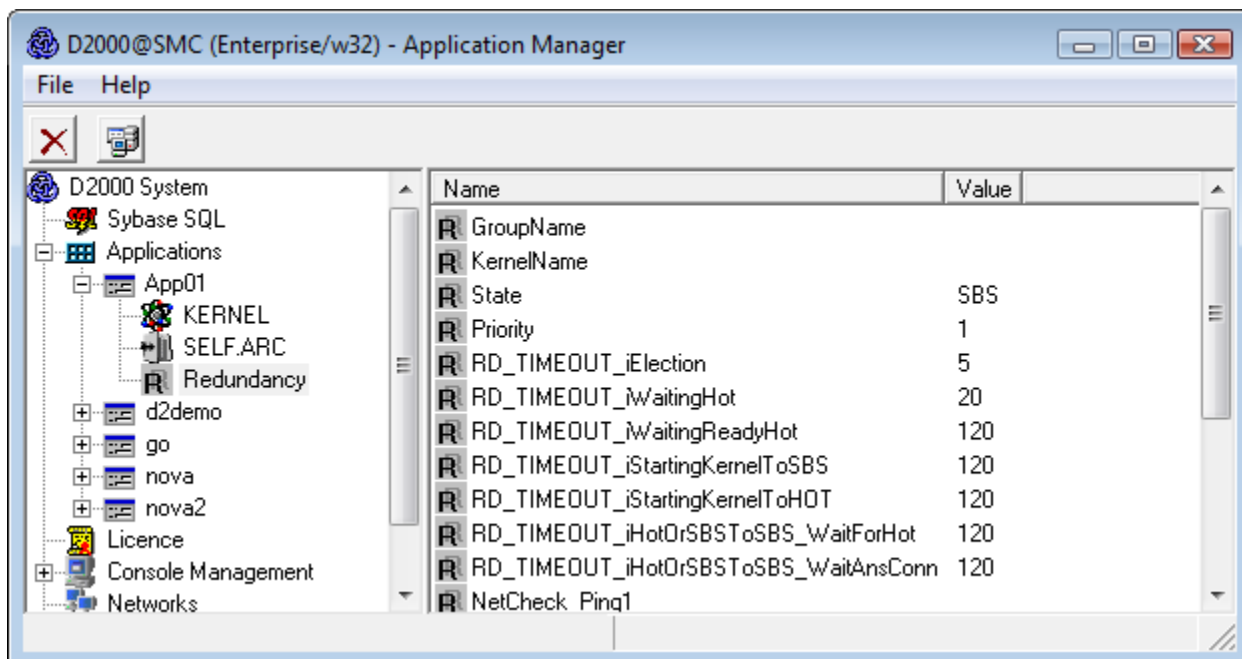 D2000@SMC (Enterprise/w32) - Application Manager
File Help
D2000 System
Sybase SQL
Applications
App01
KERNEL
SELF.ARC
Redundancy
d2demo
go
nova
nova2
Licence
Console Management
Networks
Name Value
GroupName
KernelName
State SBS
Priority 1
RD_TIMEOUT_iElection 5
RD_TIMEOUT_iWaitingHot 20
RD_TIMEOUT_iWaitingReadyHot 120
RD_TIMEOUT_iStartingKernelToSBS 120
RD_TIMEOUT_iStartingKernelToHOT 120
RD_TIMEOUT_iHotOrSBSToSBS_WaitForHot 120
RD_TIMEOUT_iHotOrSBSToSBS_WaitAnsConn 120
NetCheck_Ping1